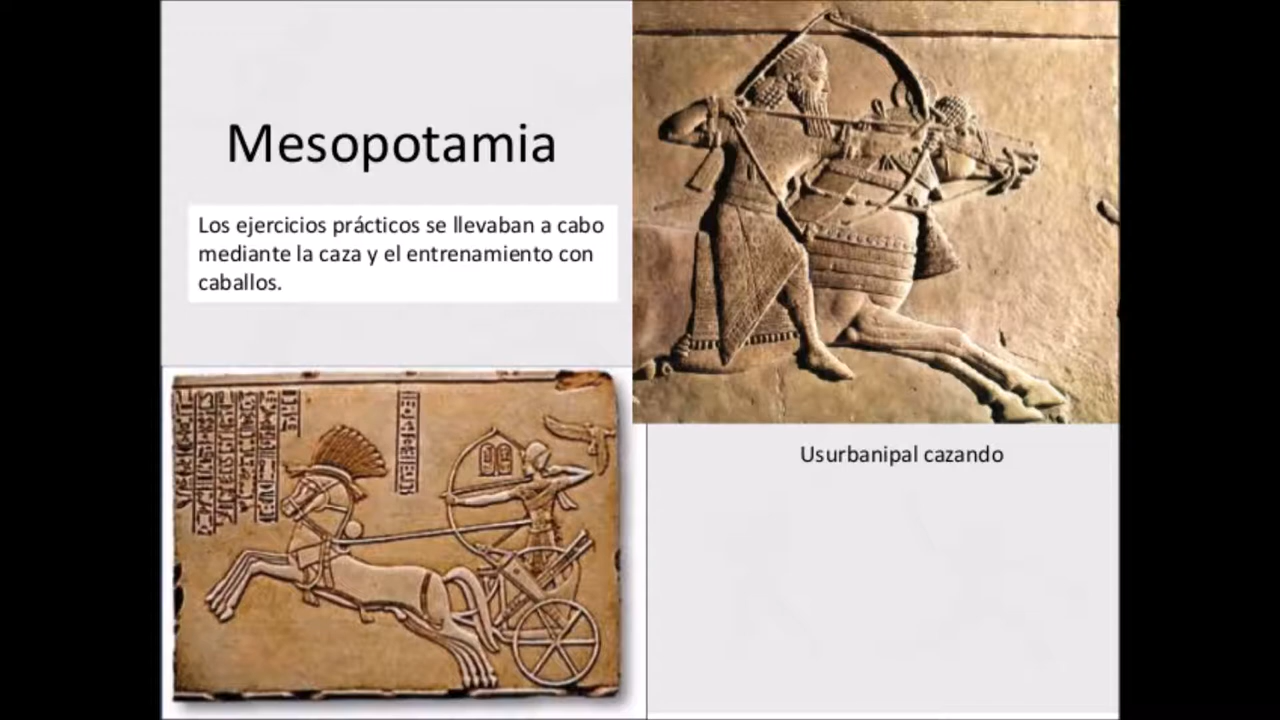 Mesopotamia
Los ejercicios prácticos se llevaban a cabo
mediante la caza y el entrenamiento con
caballos.
Usurbanipal cazando